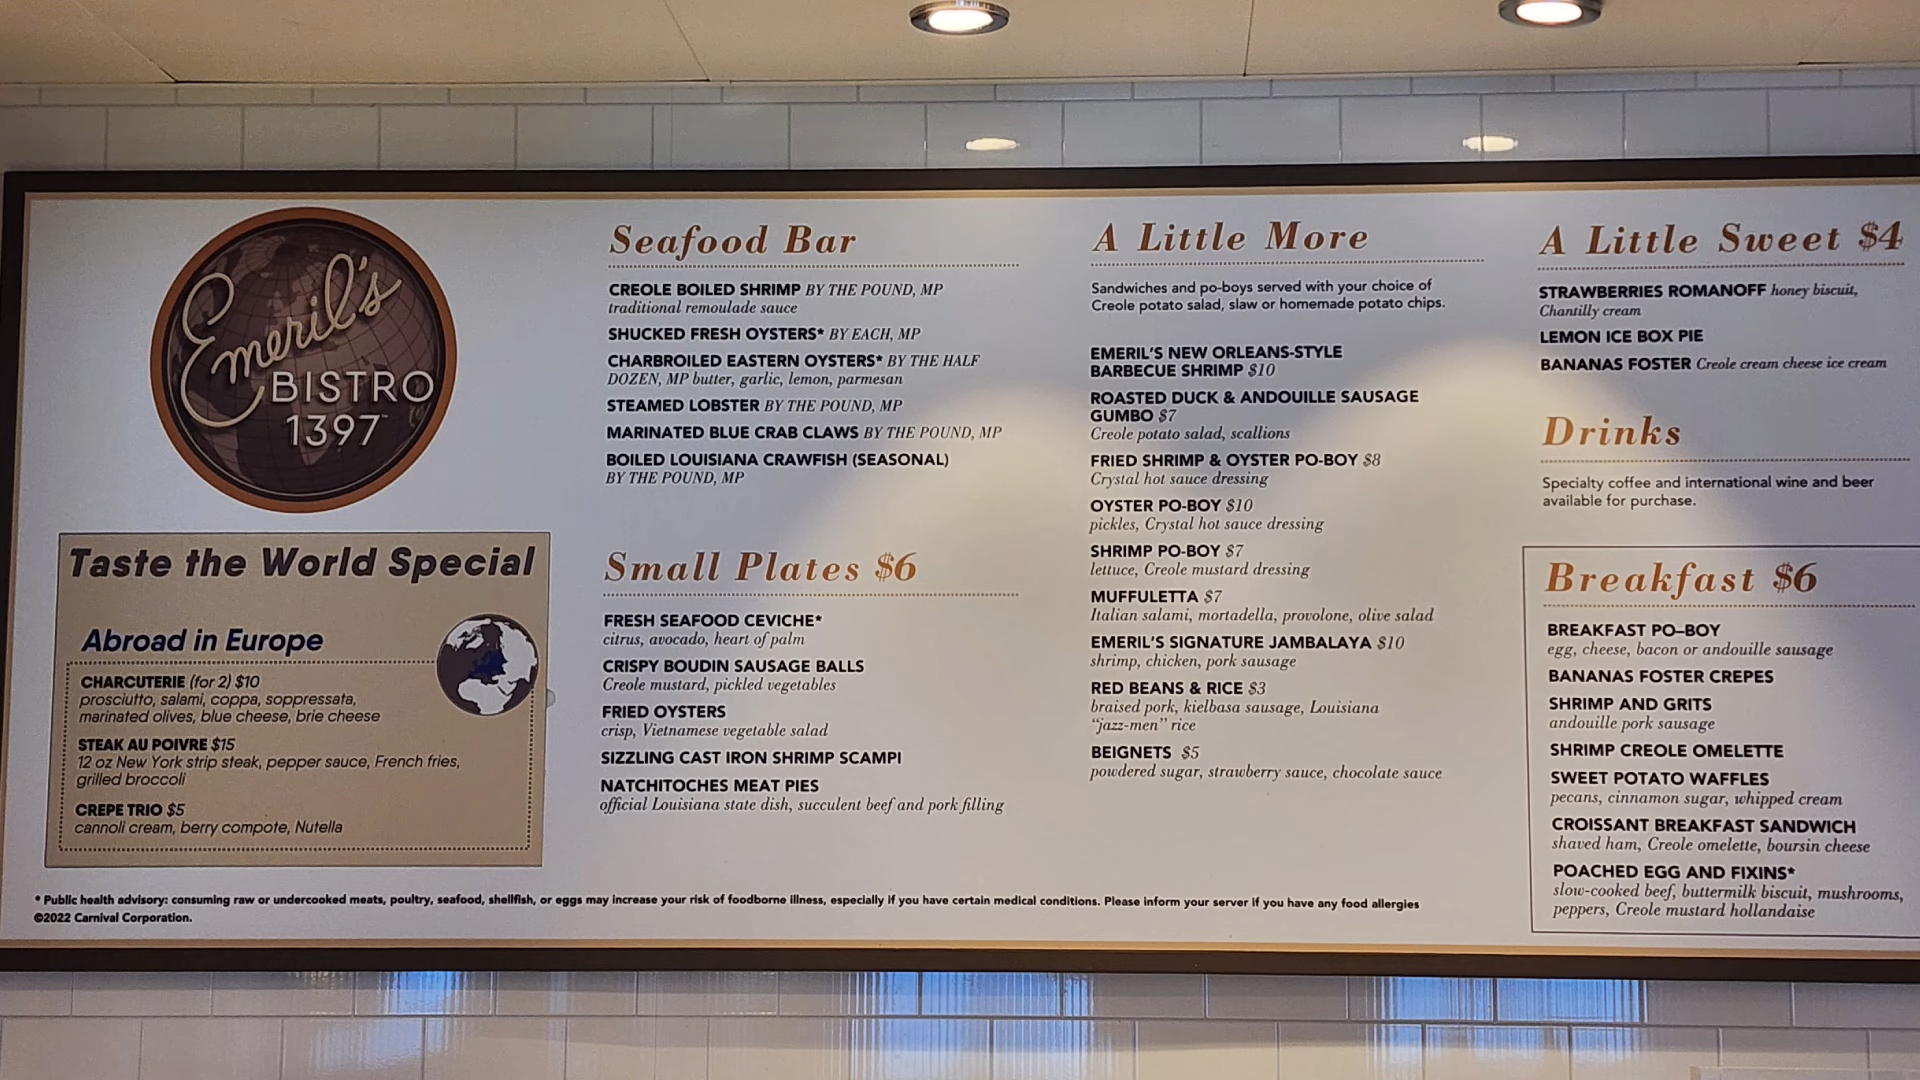 Emeril's
BISTRO
1397
Taste the World Special
Abroad in Europe
CHARCUTERIE (for 2) $10
prosciutto, salami, coppa, soppressata,
marinated olives, blue cheese, brie cheese
STEAK AU POIVRE $15
12 oz New York strip steak, pepper sauce, French fries,
grilled broccoli
CREPE TRIO $5
cannoli cream, berry compote, Nutella
Seafood Bar
CREOLE BOILED SHRIMP BY THE POUND, MP
traditional remoulade sauce
SHUCKED FRESH OYSTERS* BY EACH, MP
CHARBROILED EASTERN OYSTERS* BY THE HALF
DOZEN, MP butter, garlic, lemon, parmesan
STEAMED LOBSTER BY THE POUND, MP
MARINATED BLUE CRAB CLAWS BY THE POUND, MP
BOILED LOUISIANA CRAWFISH (SEASONAL)
BY THE POUND, MP
Small Plates $6
FRESH SEAFOOD CEVICHE*
citrus, avocado, heart of palm
CRISPY BOUDIN SAUSAGE BALLS
Creole mustard, pickled vegetables
FRIED OYSTERS
crisp, Vietnamese vegetable salad
SIZZLING CAST IRON SHRIMP SCAMPI
NATCHITOCHES MEAT PIES
official Louisiana state dish, succulent beef and pork filling
A Little More
Sandwiches and po-boys served with your choice of
Creole potato salad, slaw or homemade potato chips.
EMERIL'S NEW ORLEANS-STYLE
BARBECUE SHRIMP $10
ROASTED DUCK & ANDOUILLE SAUSAGE
GUMBO $7
Creole potato salad, scallions
FRIED SHRIMP & OYSTER PO-BOY $8
Crystal hot sauce dressing
OYSTER PO-BOY $10
pickles, Crystal hot sauce dressing
SHRIMP PO-BOY $7
lettuce, Creole mustard dressing
MUFFULETTA $7
Italian salami, mortadella, provolone, olive salad
EMERIL'S SIGNATURE JAMBALAYA $10
shrimp, chicken, pork sausage
RED BEANS & RICE $3
braised pork, kielbasa sausage, Louisiana
"jazz-men" rice
BEIGNETS $5
powdered sugar, strawberry sauce, chocolate sauce
A Little Sweet $4
STRAWBERRIES ROMANOFF honey biscuit,
Chantilly cream
LEMON ICE BOX PIE
BANANAS FOSTER Creole cream cheese ice cream
Drinks
Specialty coffee and international wine and beer
available for purchase.
Breakfast $6
BREAKFAST PO–BOY
egg, cheese, bacon or andouille sausage
BANANAS FOSTER CREPES
SHRIMP AND GRITS
andouille pork sausage
SHRIMP CREOLE OMELETTE
SWEET POTATO WAFFLES
pecans, cinnamon sugar, whipped cream
CROISSANT BREAKFAST SANDWICH
shaved ham, Creole omelette, boursin cheese
POACHED EGG AND FIXINS*
slow-cooked beef, buttermilk biscuit, mushrooms,
peppers, Creole mustard hollandaise
* Public health advisory: consuming raw or undercooked meats, poultry, seafood, shellfish, or eggs may increase your risk of foodborne illness, especially if you have certain medical conditions. Please inform your server if you have any food allergies
©2022 Carnival Corporation.